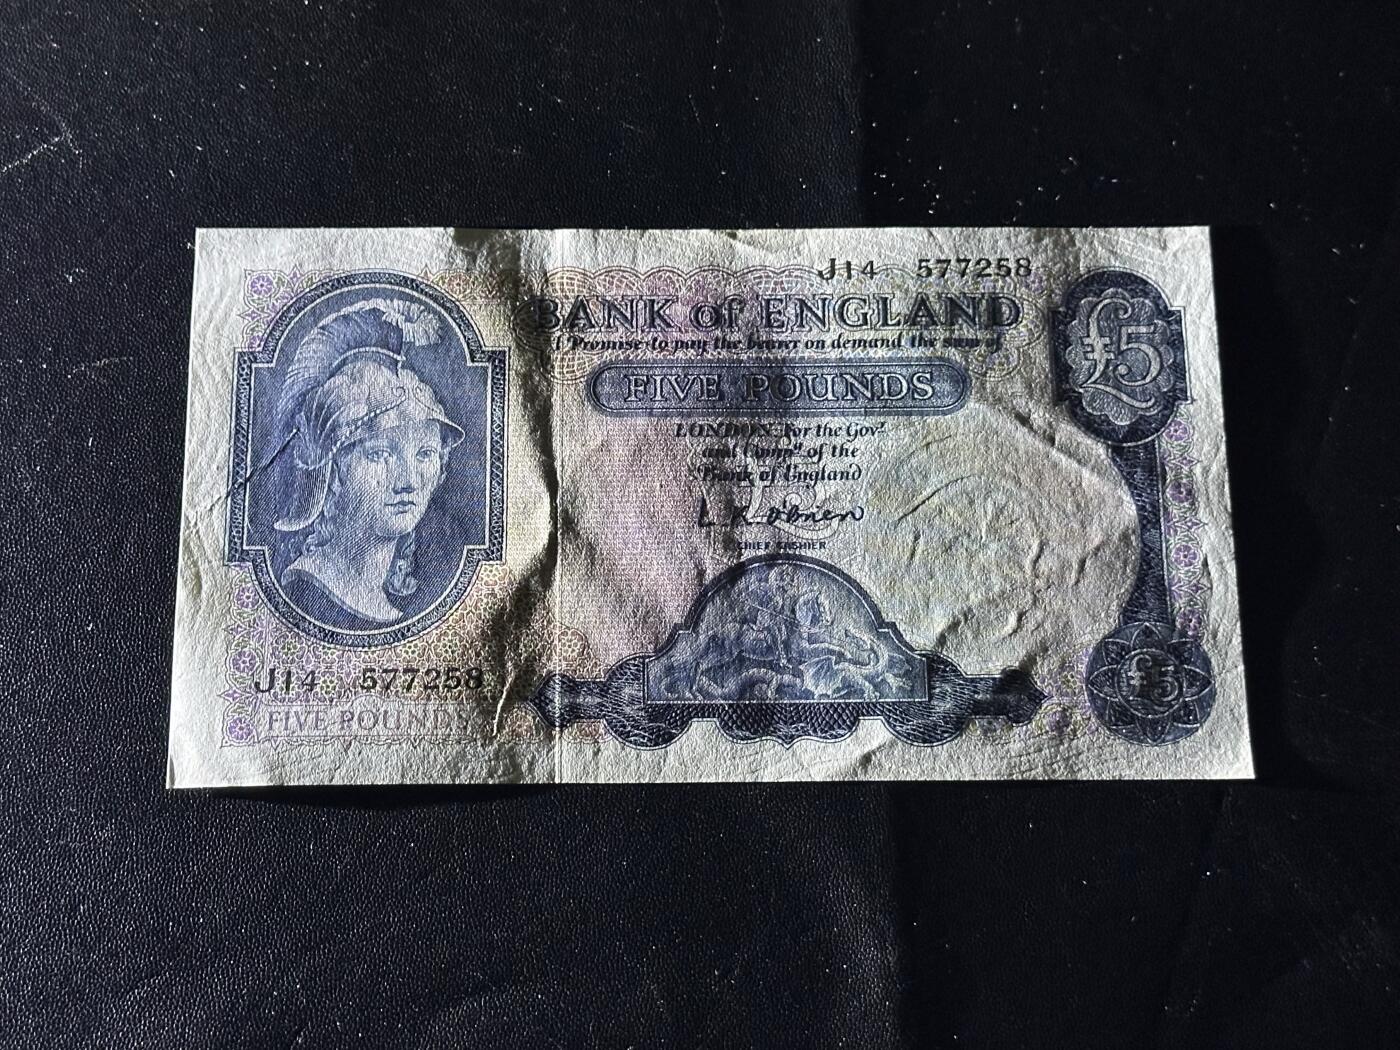 J14 577258
BANK of ENGLAND
I Promise to pay the bearer on demand the sum of
FIVE POUNDS
LONDON, For the Govr.
and Compa. of the
Bank of England
L K O'Brien
CHIEF CASHIER
£5
J14 577258
FIVE POUNDS
£5